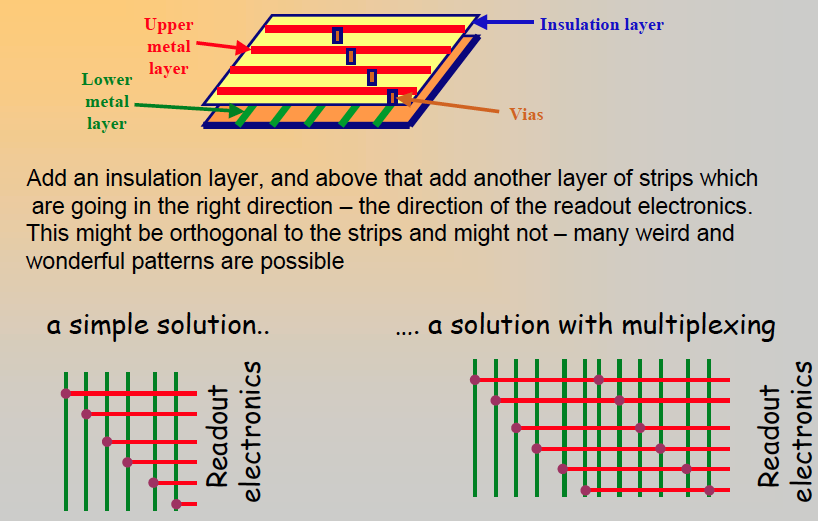 Upper
metal
layer
Insulation layer
Lower
metal
layer
Vias
Add an insulation layer, and above that add another layer of strips which
are going in the right direction – the direction of the readout electronics.
This might be orthogonal to the strips and might not – many weird and
wonderful patterns are possible
a simple solution..
.... a solution with multiplexing
Readout
electronics
Readout
electronics